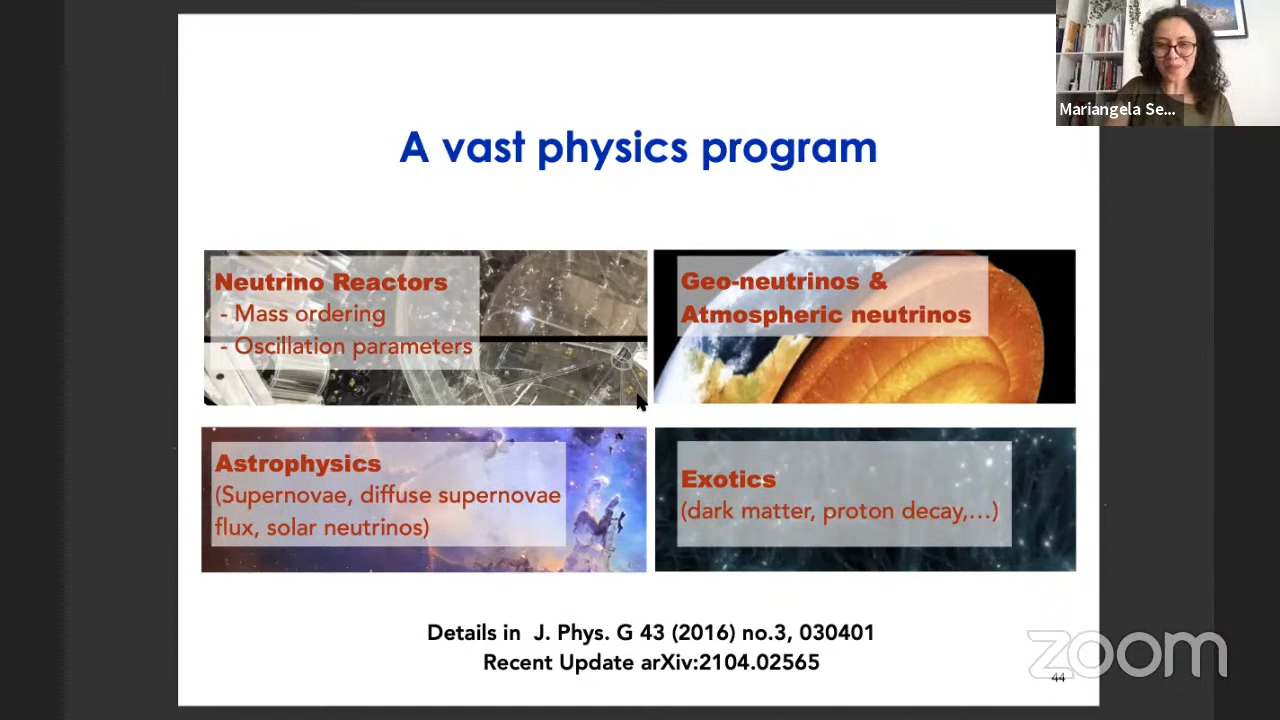 Mariangela Se...
A vast physics program
Neutrino Reactors
- Mass ordering
- Oscillation parameters
Geo-neutrinos &
Atmospheric neutrinos
Astrophysics
(Supernovae, diffuse supernovae
flux, solar neutrinos)
Exotics
(dark matter, proton decay,...)
Details in J. Phys. G 43 (2016) no.3, 030401
Recent Update arXiv:2104.02565
zoom
44